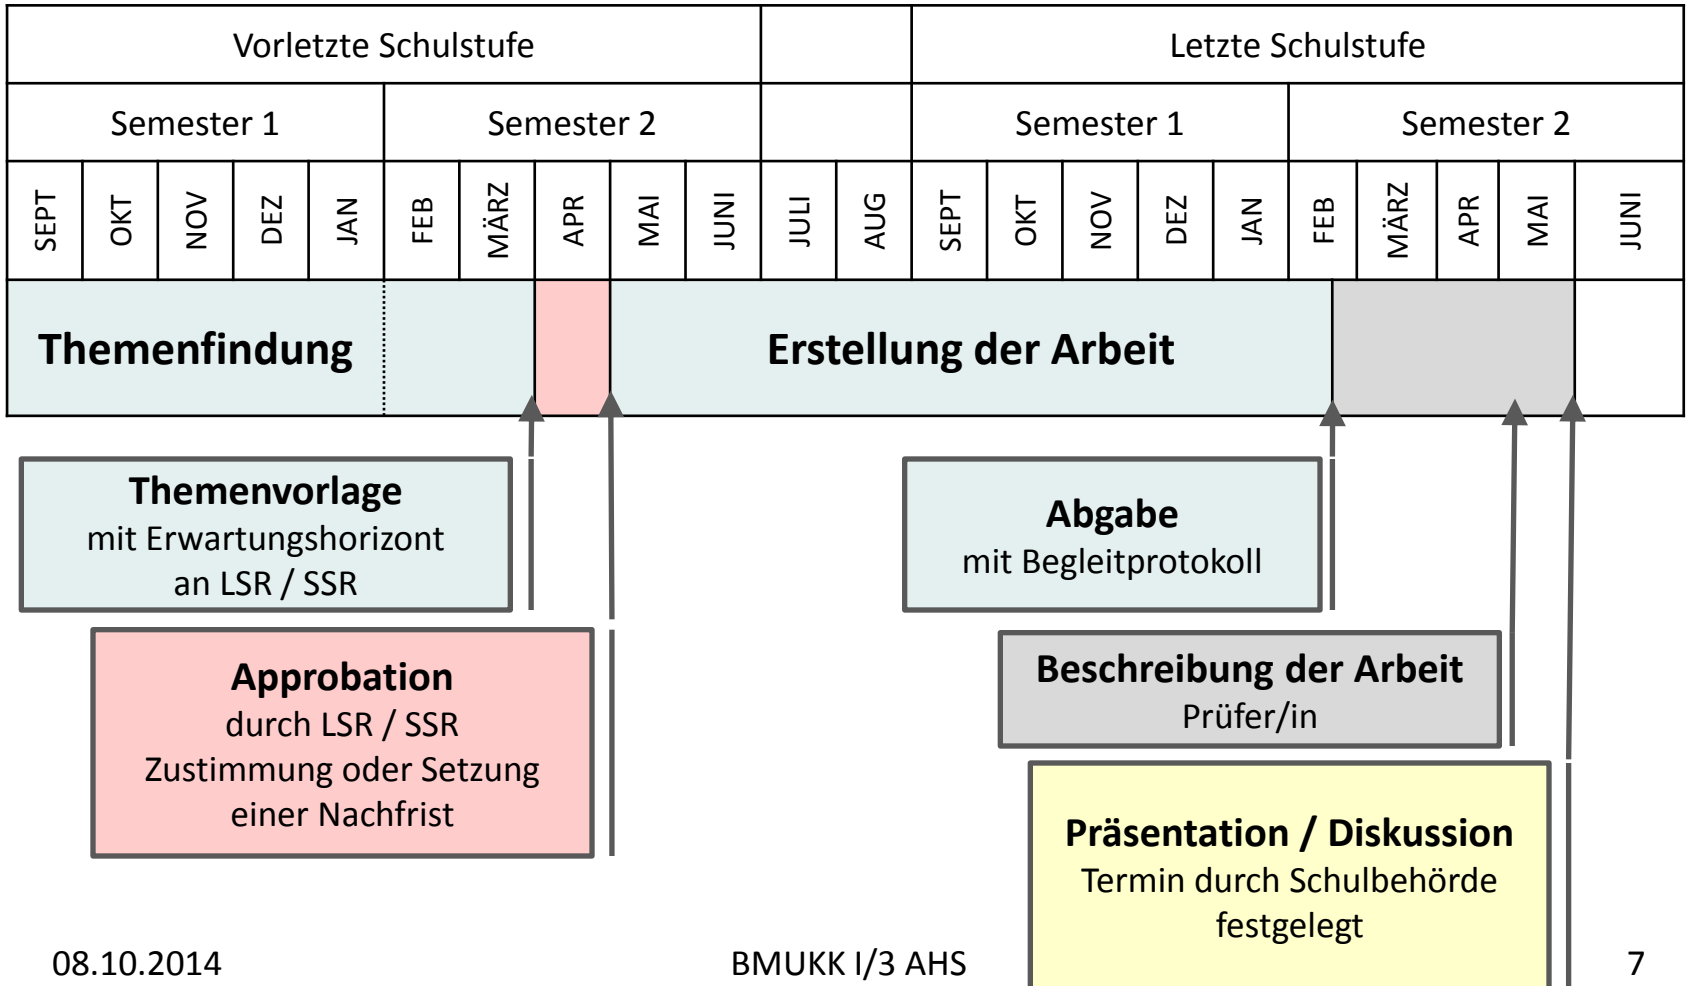 Vorletzte Schulstufe
Letzte Schulstufe
Semester 1
Semester 2
Semester 1
Semester 2
SEPT
OKT
NOV
DEZ
JAN
FEB
MÄRZ
APR
MAI
JUNI
JULI
AUG
SEPT
OKT
NOV
DEZ
JAN
FEB
MÄRZ
APR
MAI
JUNI
Themenfindung
Erstellung der Arbeit
Themenvorlage
mit Erwartungshorizont
an LSR / SSR
Abgabe
mit Begleitprotokoll
Approbation
durch LSR / SSR
Zustimmung oder Setzung
einer Nachfrist
Beschreibung der Arbeit
Prüfer/in
Präsentation / Diskussion
Termin durch Schulbehörde
festgelegt
08.10.2014
BMUKK I/3 AHS
7